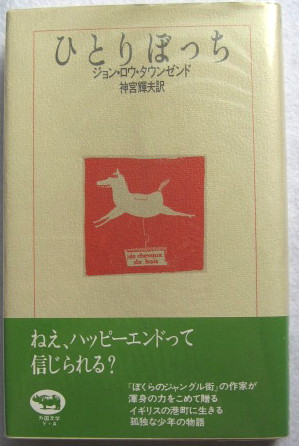 ひとりぼっち
ジョン・ロウ・タウンゼンド
神宮輝夫訳
de chevaux
de bois
ねえ、ハッピーエンドって
信じられる？
「ぼくらのジャングル街」の作家が
渾身の力をこめて贈る
イギリスの港町に生きる
孤独な少年の物語